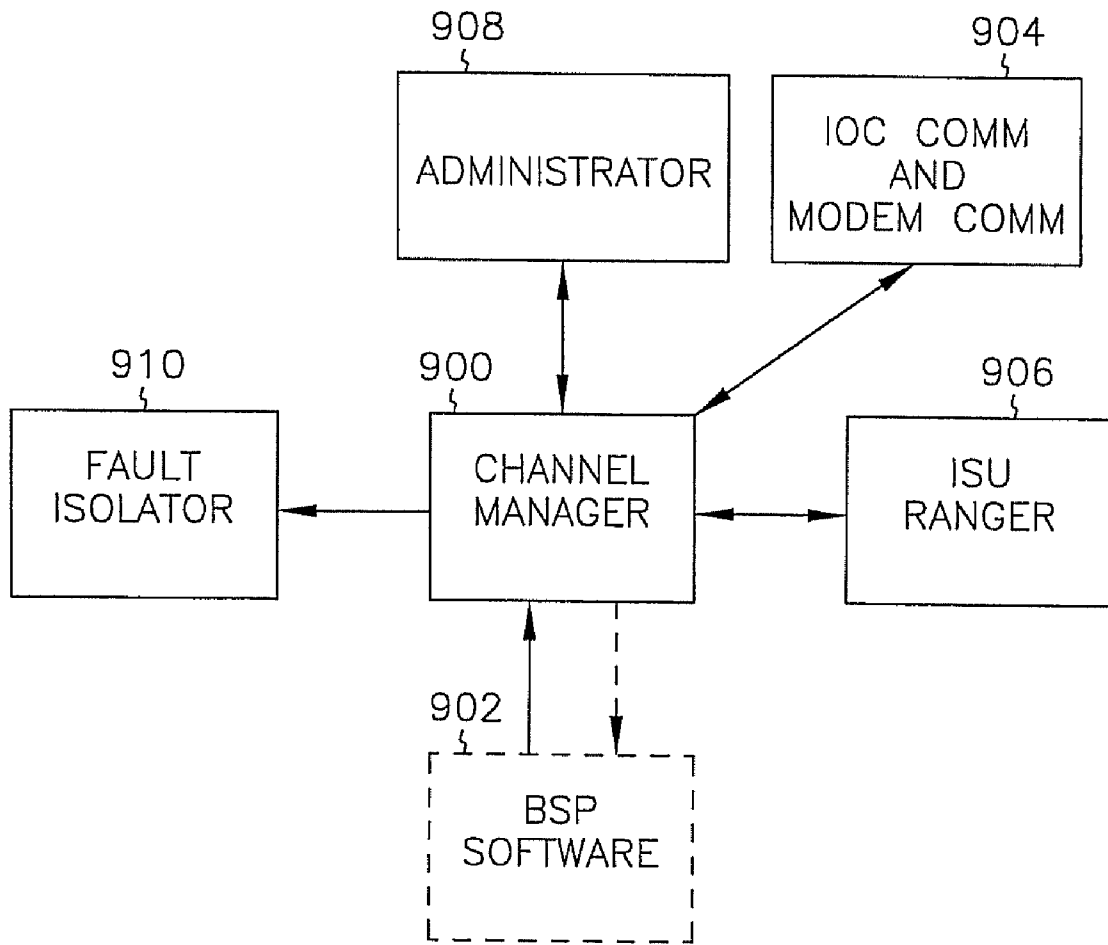 908
904
ADMINISTRATOR
IOC COMM
AND
MODEM COMM
910
900
906
FAULT
ISOLATOR
CHANNEL
MANAGER
ISU
RANGER
902
BSP
SOFTWARE